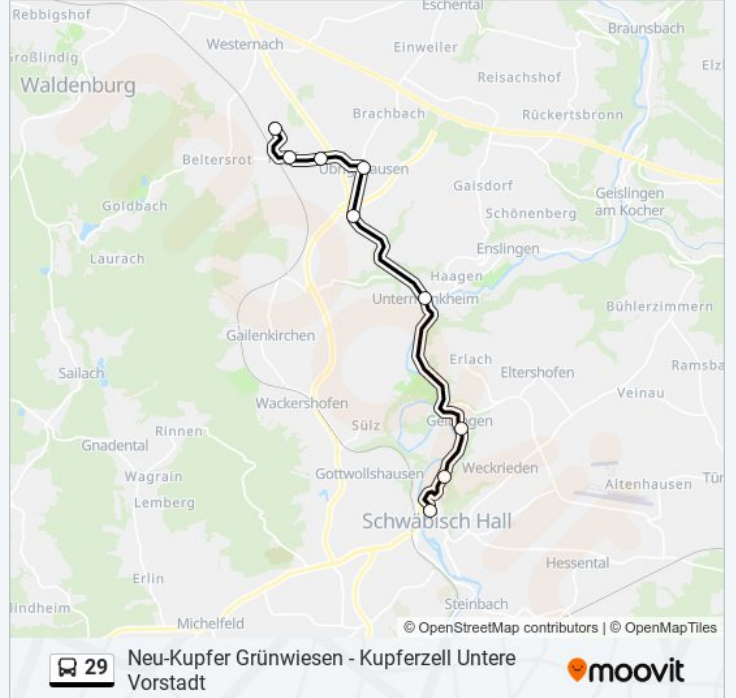 Rebbigshof
Eschental
Braunsbach
Westernach
Einweiler
Waldenburg
Reisachshof
Brachbach
Rückertsbronn
Beltersrot
Gaisdorf
Geislingen
am Kocher
Goldbach
Schönenberg
Laurach
Enslingen
Haagen
Bühlerzimmern
Gailenkirchen
Erlach
Eltershofen
Sailach
Veinau
Wackershofen
Sülz
Rinnen
Gnadental
Gottwollshausen
Weckrieden
Wagrain
Altenhausen
Lemberg
Schwäbisch Hall
Hessental
Erlin
Steinbach
Michelfeld
© OpenStreetMap contributors | © OpenMapTiles
29
Neu-Kupfer Grünwiesen - Kupferzell Untere
Vorstadt
moovit